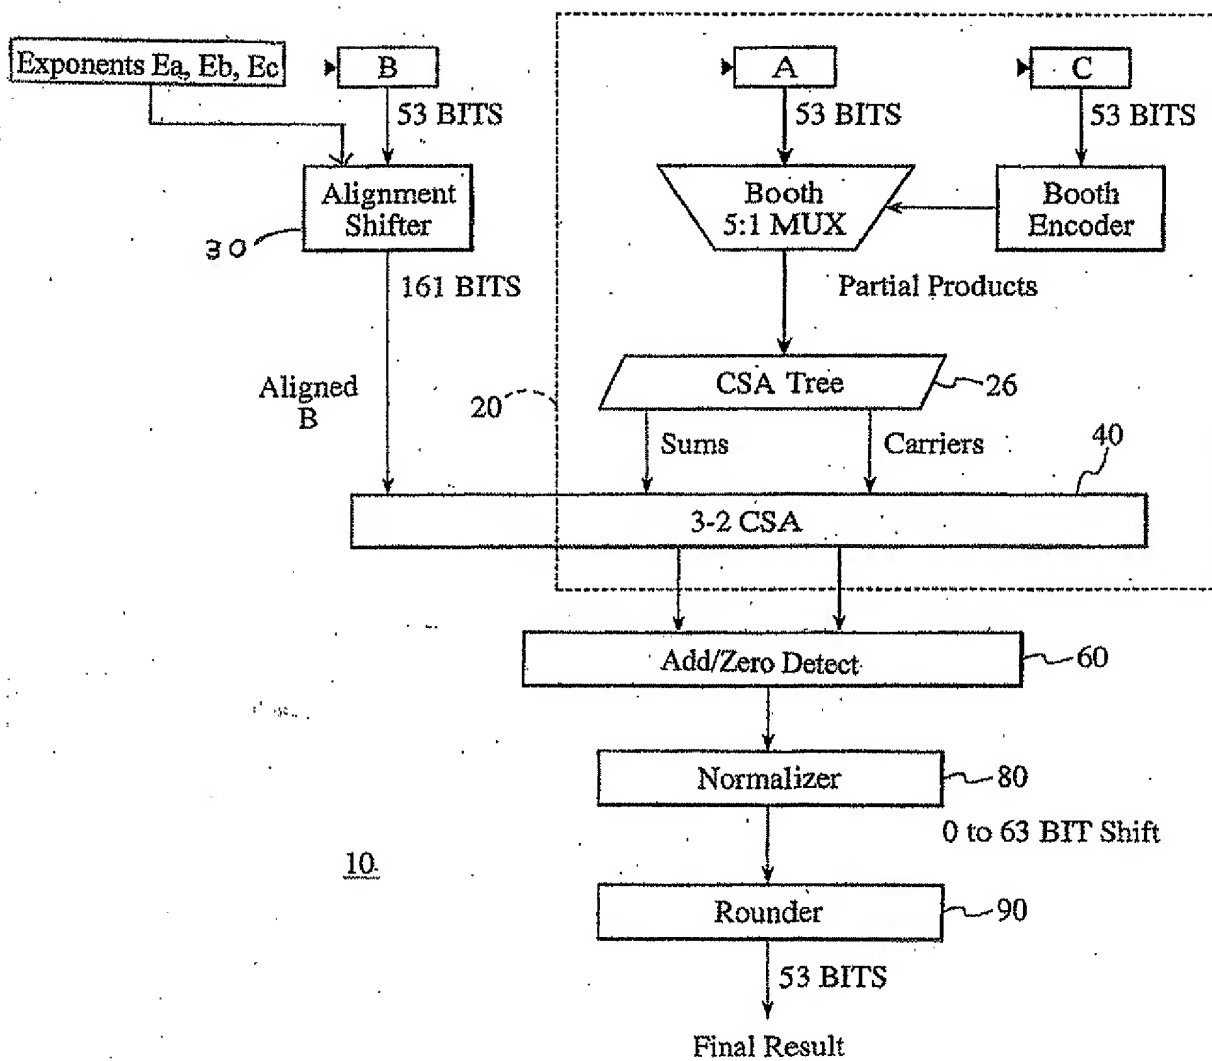 Exponents Ea, Eb, Ec
B
A
C
53 BITS
53 BITS
53 BITS
Alignment
Shifter
Booth
5:1 MUX
Booth
Encoder
30
161 BITS
Partial Products
Aligned
B
20
CSA Tree
26
Sums
Carriers
40
3-2 CSA
Add/Zero Detect
60
Normalizer
80
0 to 63 BIT Shift
10
Rounder
90
53 BITS
Final Result